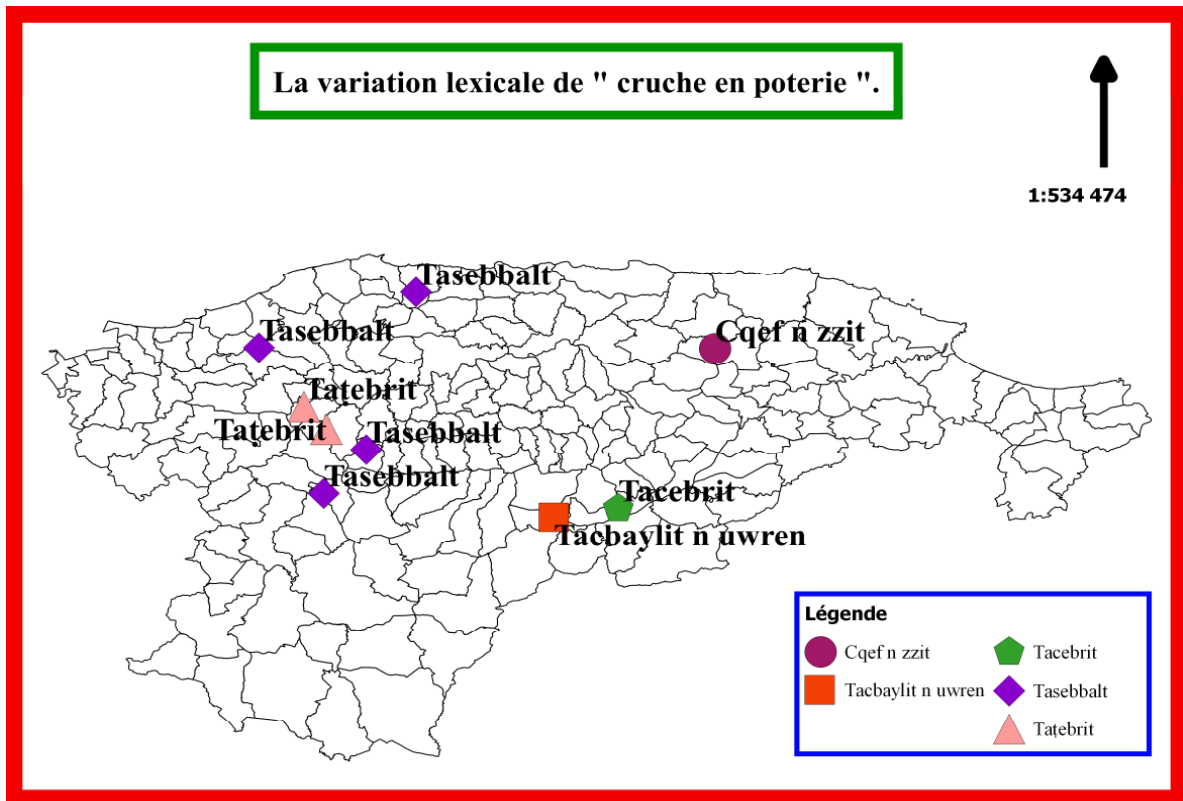 La variation lexicale de " cruche en poterie ".
1:534 474
Tasebbalt
Tasebbalt
Cqef n zzit
Taṭebrit
Taṭebrit
Tasebbalt
Tasebbalt
Tacebrit
Tacbaylit n uwren
Légende
Cqef n zzit
Tacbaylit n uwren
Tacebrit
Tasebbalt
Taṭebrit